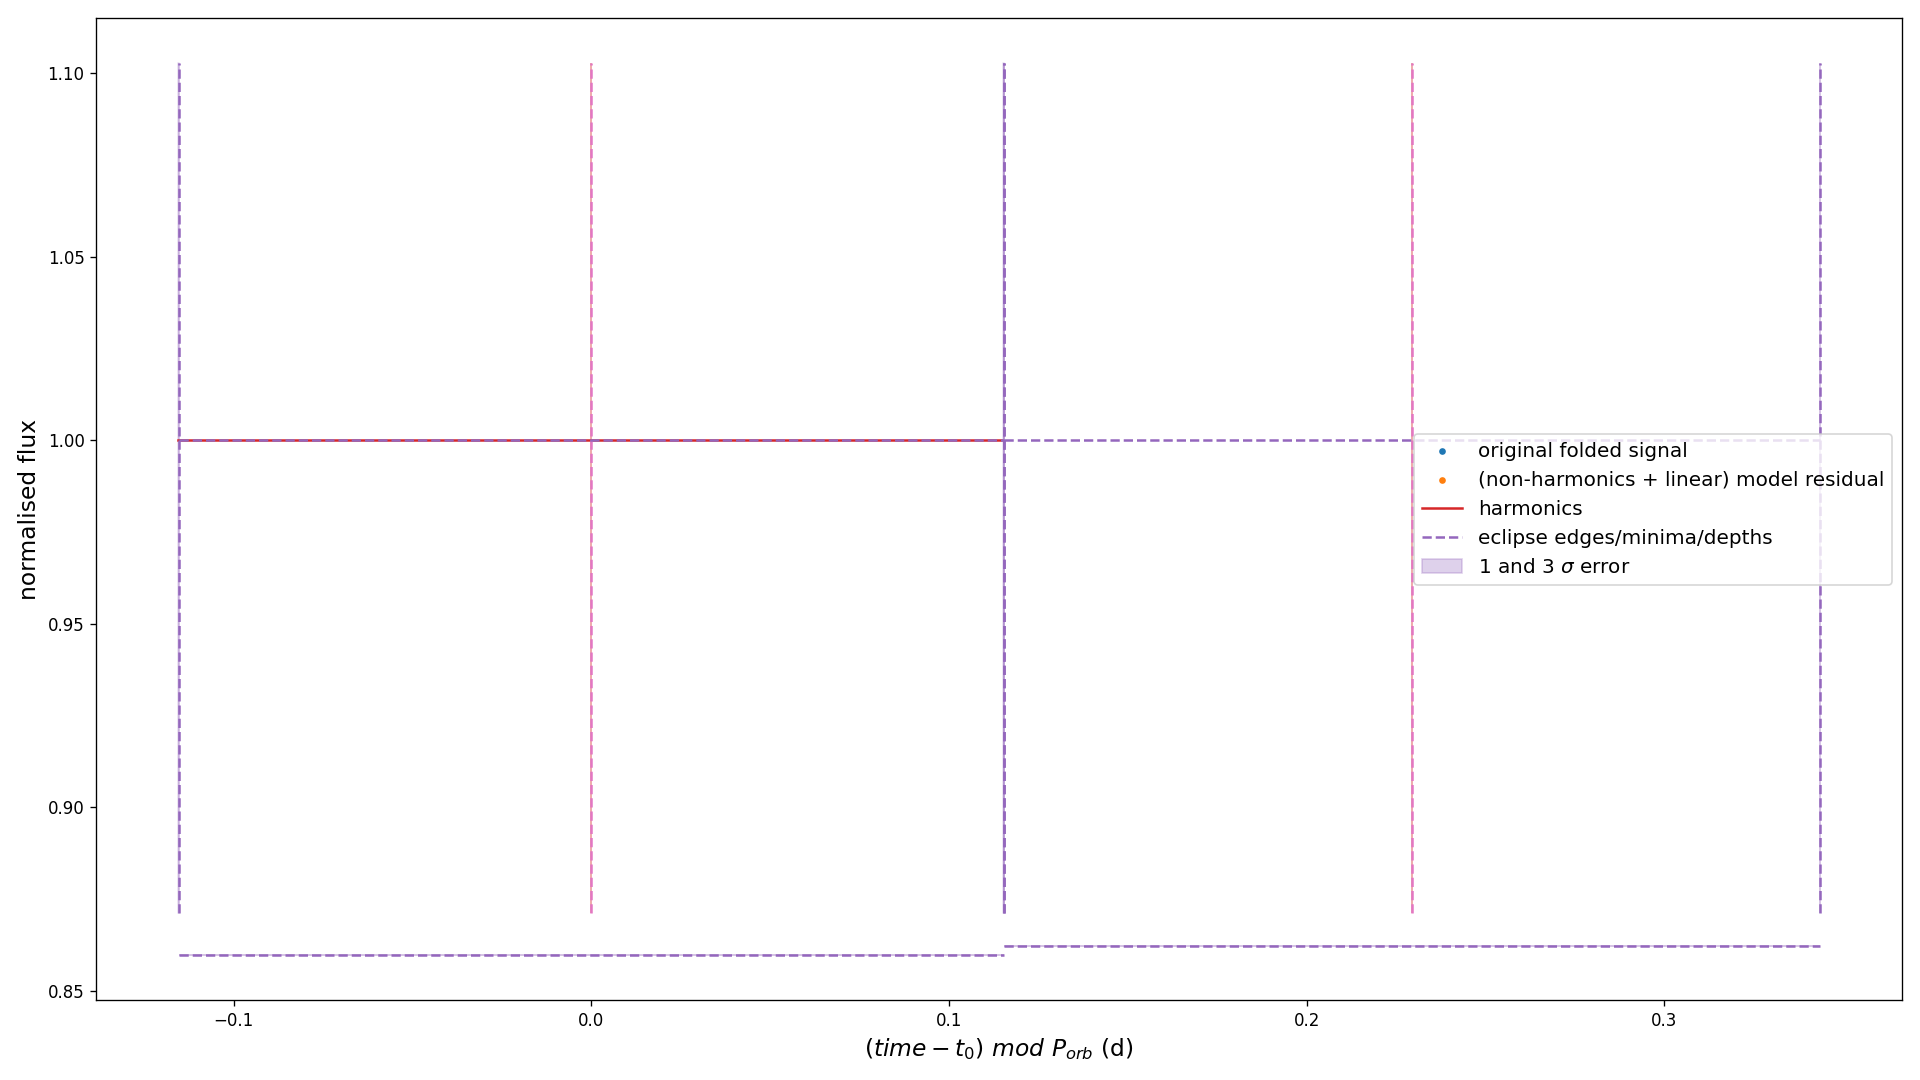 1.10
1.05
1.00
0.95
0.90
0.85
normalised flux
original folded signal
(non-harmonics + linear) model residual
harmonics
eclipse edges/minima/depths
1 and 3 σ error
−0.1
0.0
0.1
0.2
0.3
(time − t₀) mod Pₒᵣb (d)